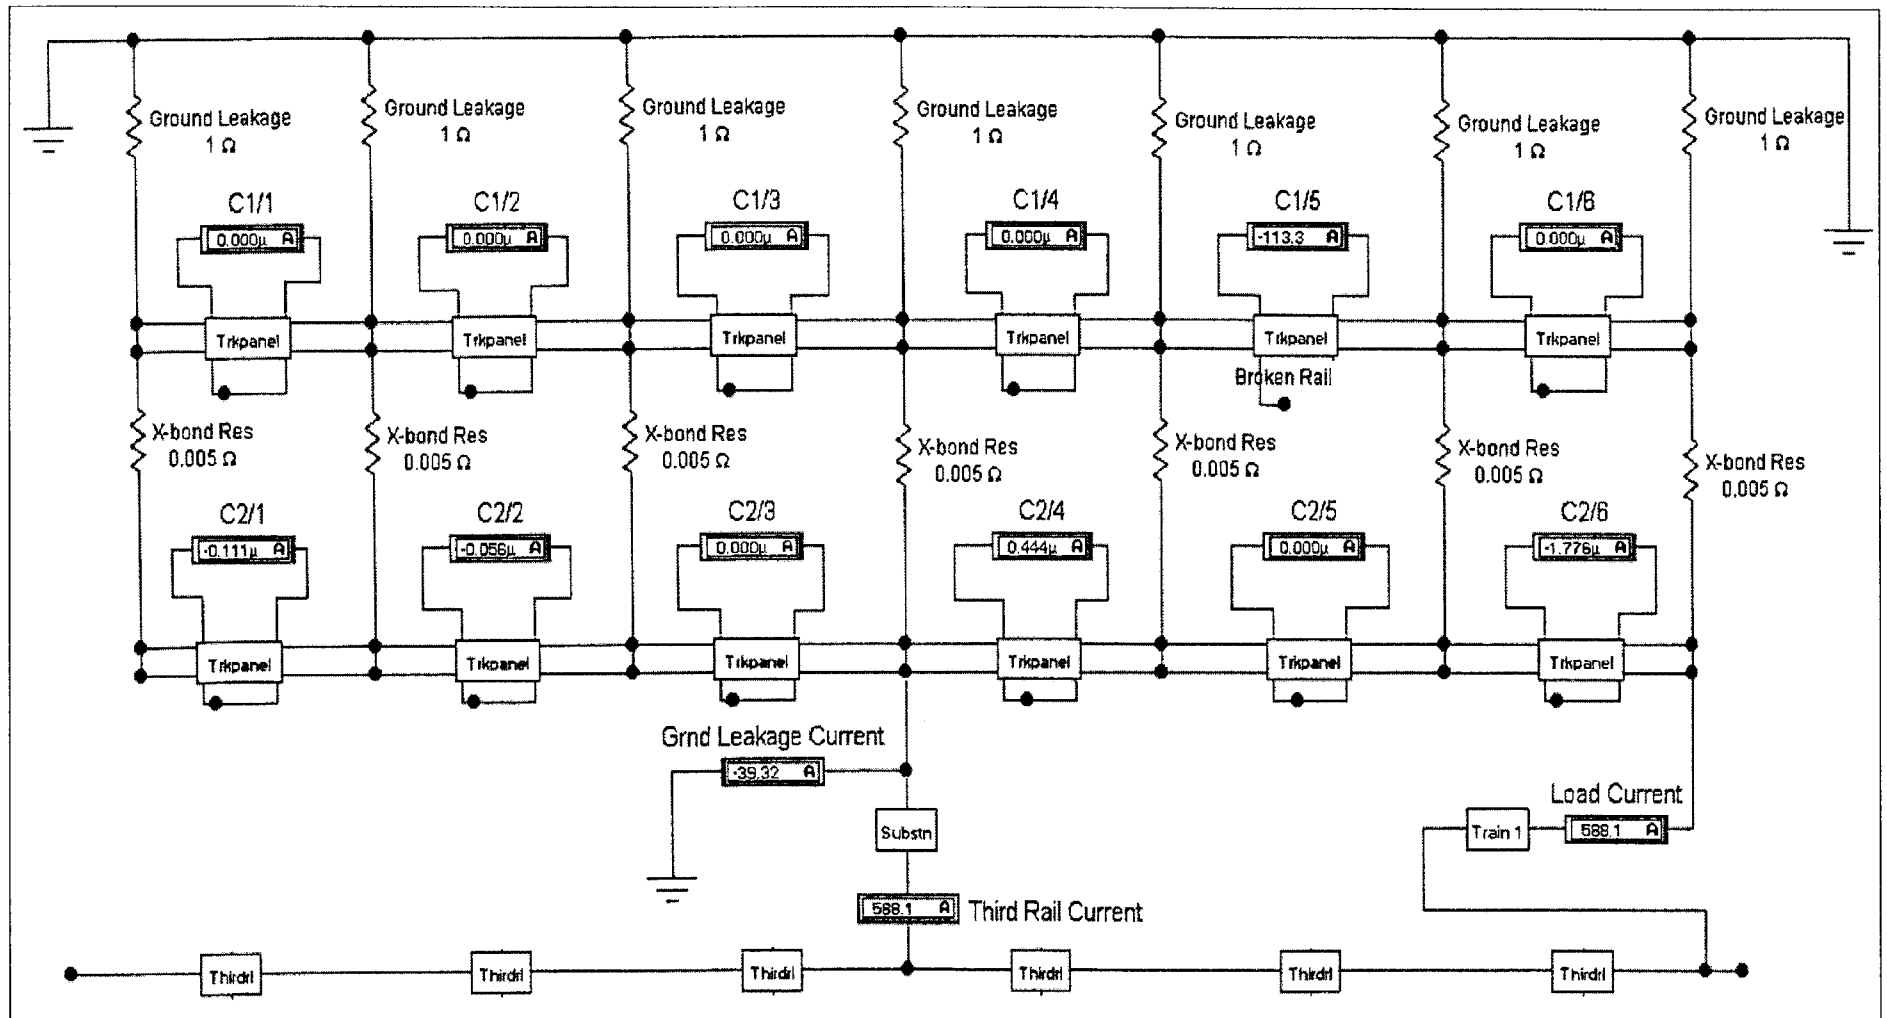 Ground Leakage
1 Ω
Ground Leakage
1 Ω
Ground Leakage
1 Ω
Ground Leakage
1 Ω
Ground Leakage
1 Ω
Ground Leakage
1 Ω
Ground Leakage
1 Ω
C1/1
0.000µ A
C1/2
0.000µ A
C1/3
0.000µ A
C1/4
0.000µ A
C1/5
-113.3 A
C1/6
0.000µ A
Trkpanel
Trkpanel
Trkpanel
Trkpanel
Trkpanel
Trkpanel
Broken Rail
X-bond Res
0.005 Ω
X-bond Res
0.005 Ω
X-bond Res
0.005 Ω
X-bond Res
0.005 Ω
X-bond Res
0.005 Ω
X-bond Res
0.005 Ω
X-bond Res
0.005 Ω
C2/1
-0.111µ A
C2/2
-0.056µ A
C2/3
0.000µ A
C2/4
0.444µ A
C2/5
0.000µ A
C2/6
-1.776µ A
Trkpanel
Trkpanel
Trkpanel
Trkpanel
Trkpanel
Trkpanel
Grnd Leakage Current
-39.32 A
Substn
588.1 A
Third Rail Current
Load Current
Train 1
588.1 A
Thirdrl
Thirdrl
Thirdrl
Thirdrl
Thirdrl
Thirdrl